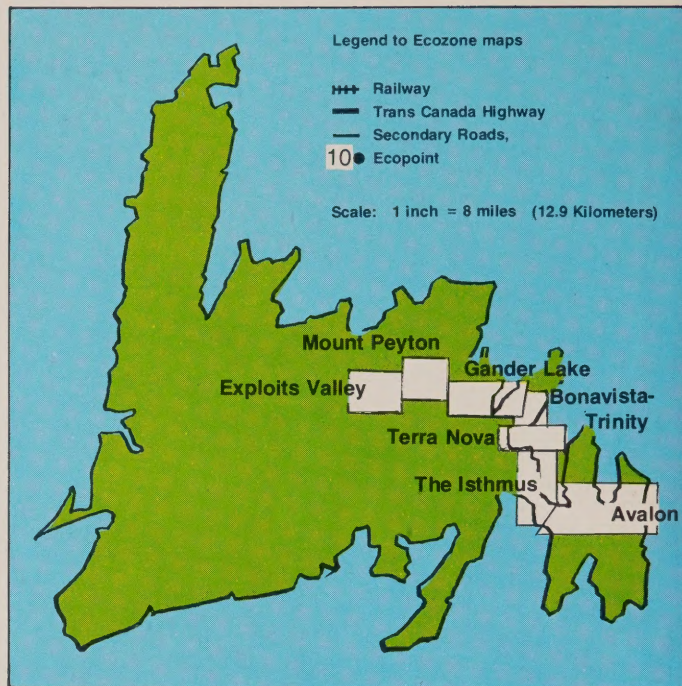 Legend to Ecozone maps
Railway
Trans Canada Highway
Secondary Roads,
10 Ecopoint
Scale: 1 inch = 8 miles (12.9 Kilometers)
Mount Peyton
Gander Lake
Exploits Valley
Bonavista-
Trinity
Terra Nova
The Isthmus
Avalon